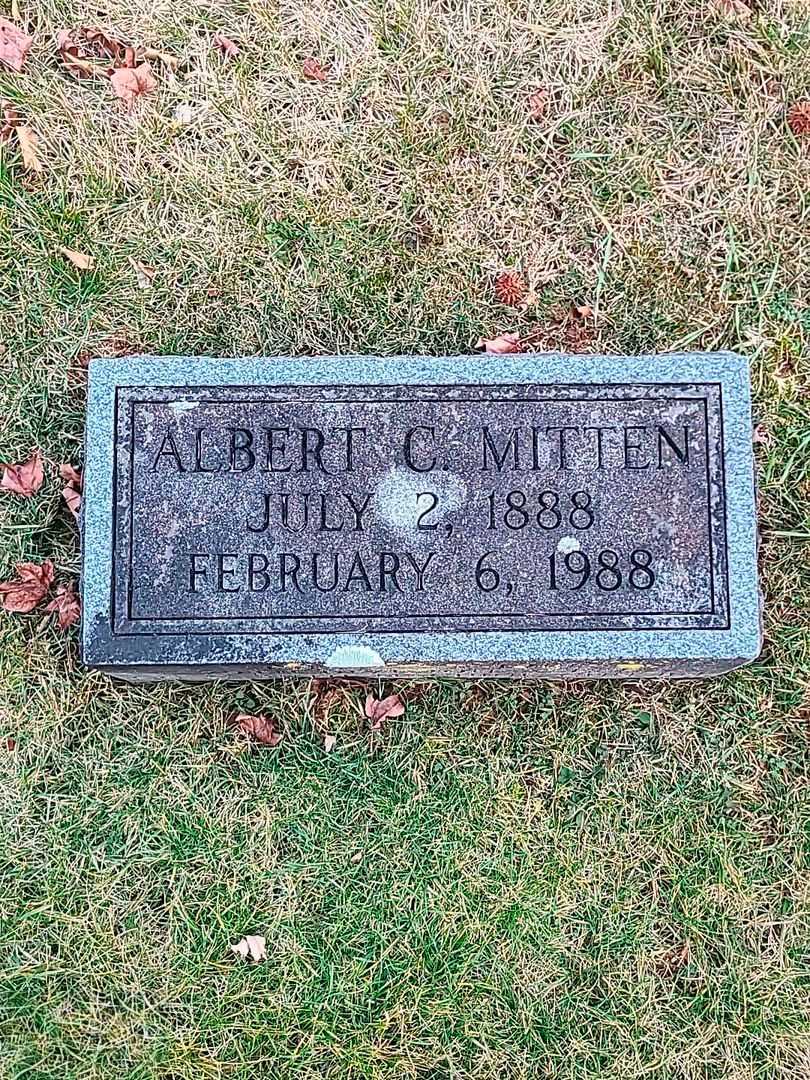 ALBERT C. MITTEN
JULY 2, 1888
FEBRUARY 6, 1988